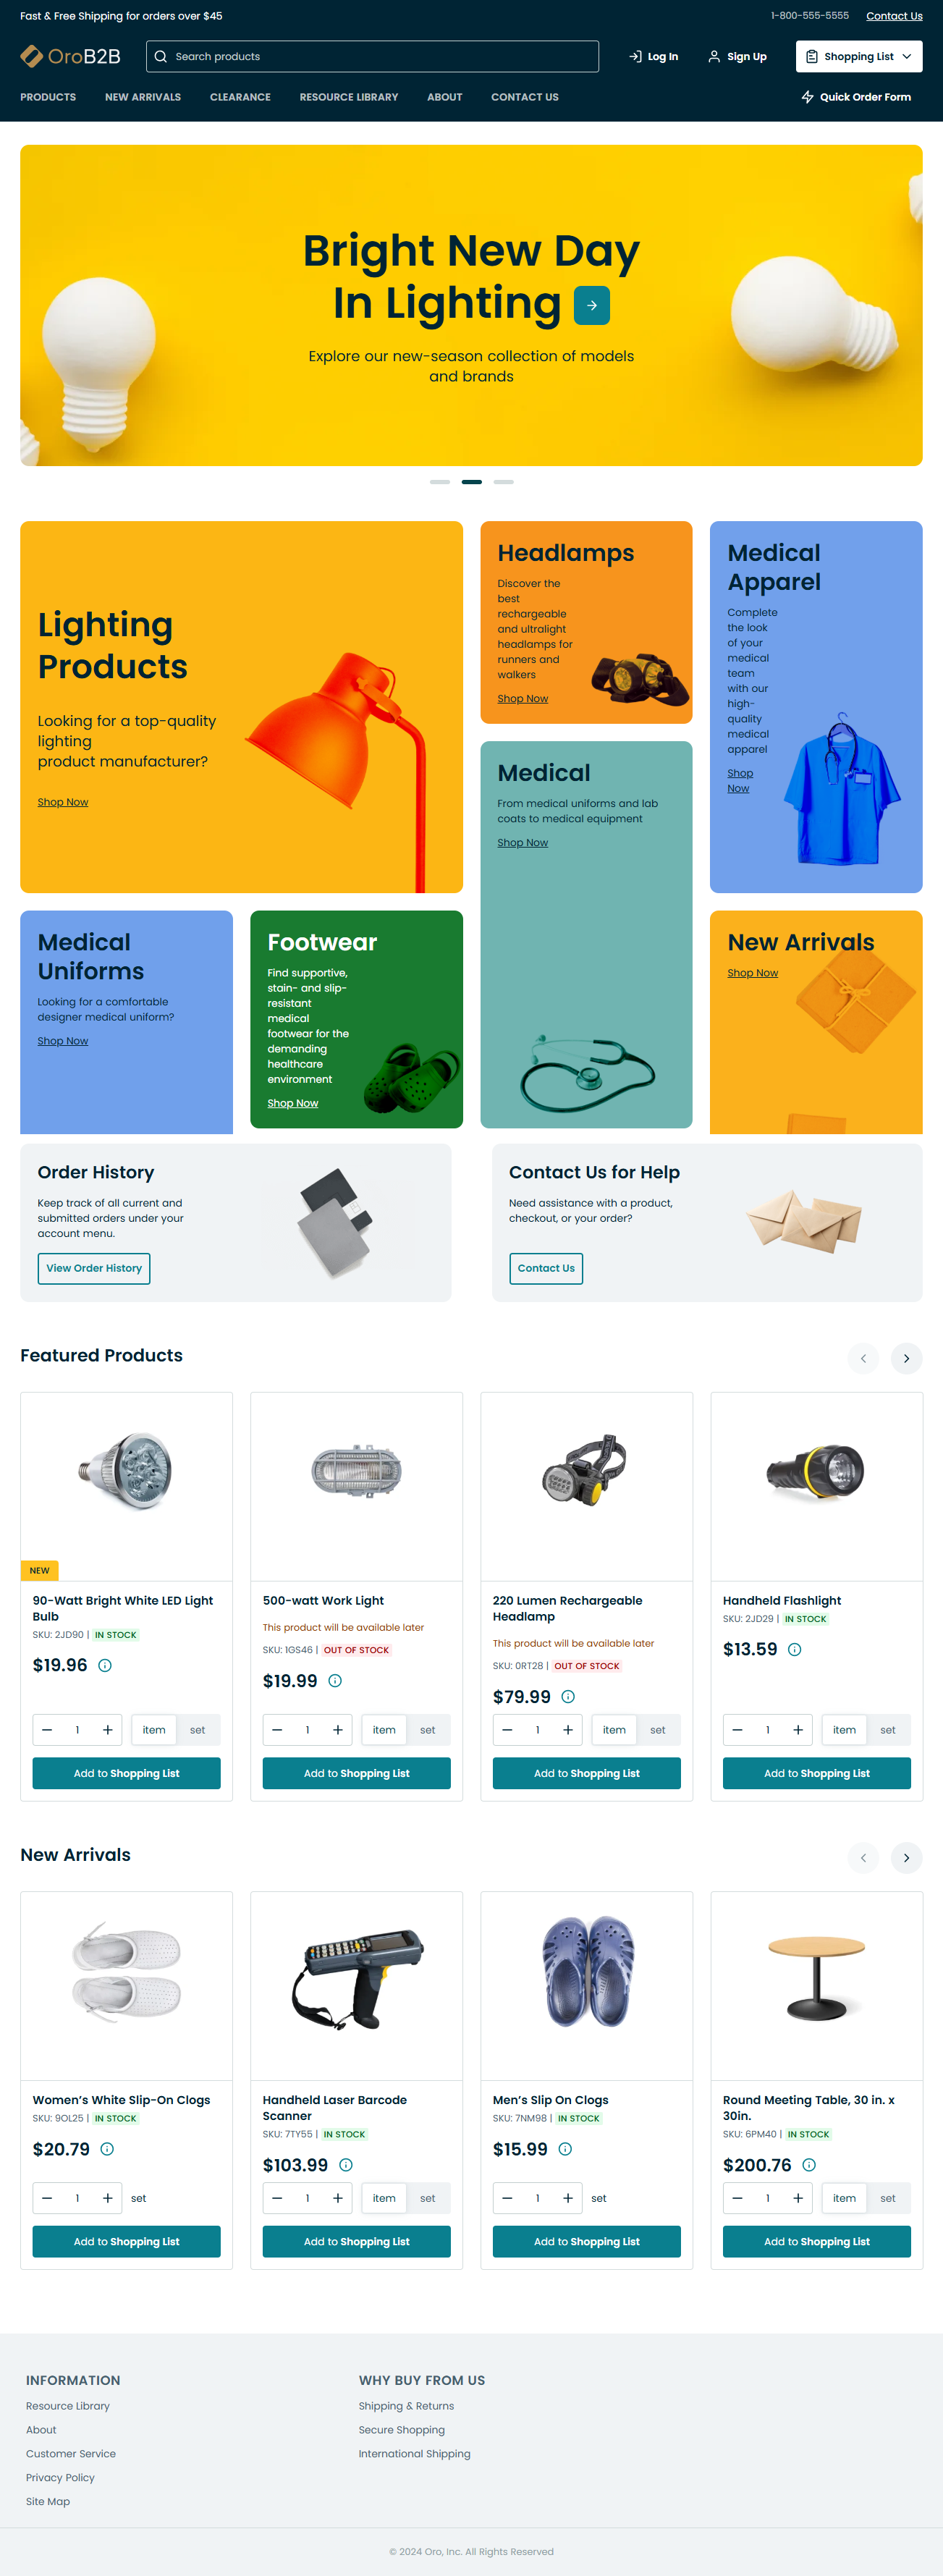 Fast & Free Shipping for orders over $45
1-800-555-5555
Contact Us
OroB2B
Search products
Log In
Sign Up
Shopping List
PRODUCTS
NEW ARRIVALS
CLEARANCE
RESOURCE LIBRARY
ABOUT
CONTACT US
Quick Order Form
Bright New Day
In Lighting
Explore our new-season collection of models
and brands
Lighting
Products
Looking for a top-quality
lighting
product manufacturer?
Shop Now
Headlamps
Discover the
best
rechargeable
and ultralight
headlamps for
runners and
walkers
Shop Now
Medical
Apparel
Complete
the look
of your
medical
team
with our
high-
quality
medical
apparel
Shop
Now
Medical
From medical uniforms and lab
coats to medical equipment
Shop Now
Medical
Uniforms
Looking for a comfortable
designer medical uniform?
Shop Now
Footwear
Find supportive,
stain- and slip-
resistant
medical
footwear for the
demanding
healthcare
environment
Shop Now
New Arrivals
Shop Now
Order History
Keep track of all current and
submitted orders under your
account menu.
View Order History
Contact Us for Help
Need assistance with a product,
checkout, or your order?
Contact Us
Featured Products
NEW
90-Watt Bright White LED Light
Bulb
SKU: 2JD90 | IN STOCK
$19.96
1 item set
Add to Shopping List
500-watt Work Light
This product will be available later
SKU: 1GS46 | OUT OF STOCK
$19.99
1 item set
Add to Shopping List
220 Lumen Rechargeable
Headlamp
This product will be available later
SKU: 0RT28 | OUT OF STOCK
$79.99
1 item set
Add to Shopping List
Handheld Flashlight
SKU: 2JD29 | IN STOCK
$13.59
1 item set
Add to Shopping List
New Arrivals
Women's White Slip-On Clogs
SKU: 9OL25 | IN STOCK
$20.79
1 set
Add to Shopping List
Handheld Laser Barcode
Scanner
SKU: 7TY55 | IN STOCK
$103.99
1 item set
Add to Shopping List
Men's Slip On Clogs
SKU: 7NM98 | IN STOCK
$15.99
1 set
Add to Shopping List
Round Meeting Table, 30 in. x
30in.
SKU: 6PM40 | IN STOCK
$200.76
1 item set
Add to Shopping List
INFORMATION
Resource Library
About
Customer Service
Privacy Policy
Site Map
WHY BUY FROM US
Shipping & Returns
Secure Shopping
International Shipping
© 2024 Oro, Inc. All Rights Reserved